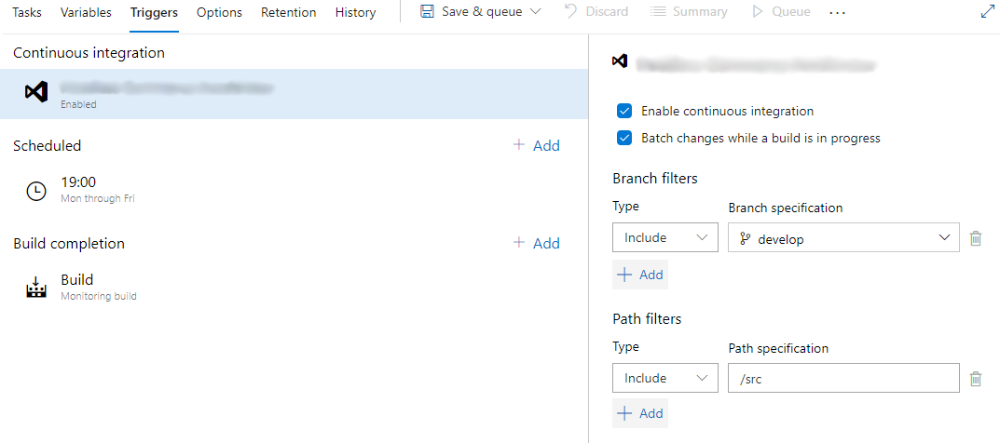 Tasks Variables Triggers Options Retention History Save & queue Discard Summary Queue ...
Continuous integration
Enabled
Scheduled + Add
19:00
Mon through Fri
Build completion + Add
Build
Monitoring build
Enable continuous integration
Batch changes while a build is in progress
Branch filters
Type Branch specification
Include develop
+ Add
Path filters
Type Path specification
Include /src
+ Add